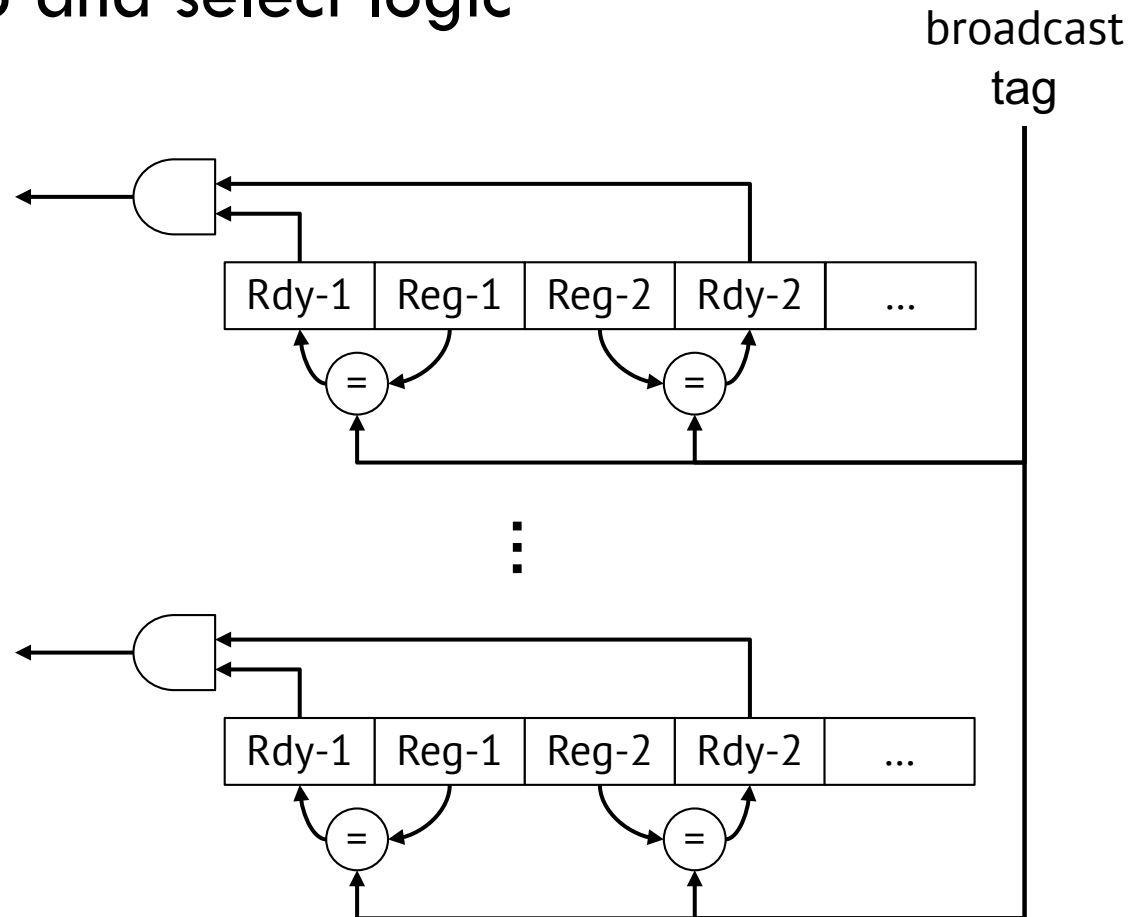 and select logic
broadcast
tag
Rdy-1 Reg-1 Reg-2 Rdy-2 ...
= =
⋮
Rdy-1 Reg-1 Reg-2 Rdy-2 ...
= =